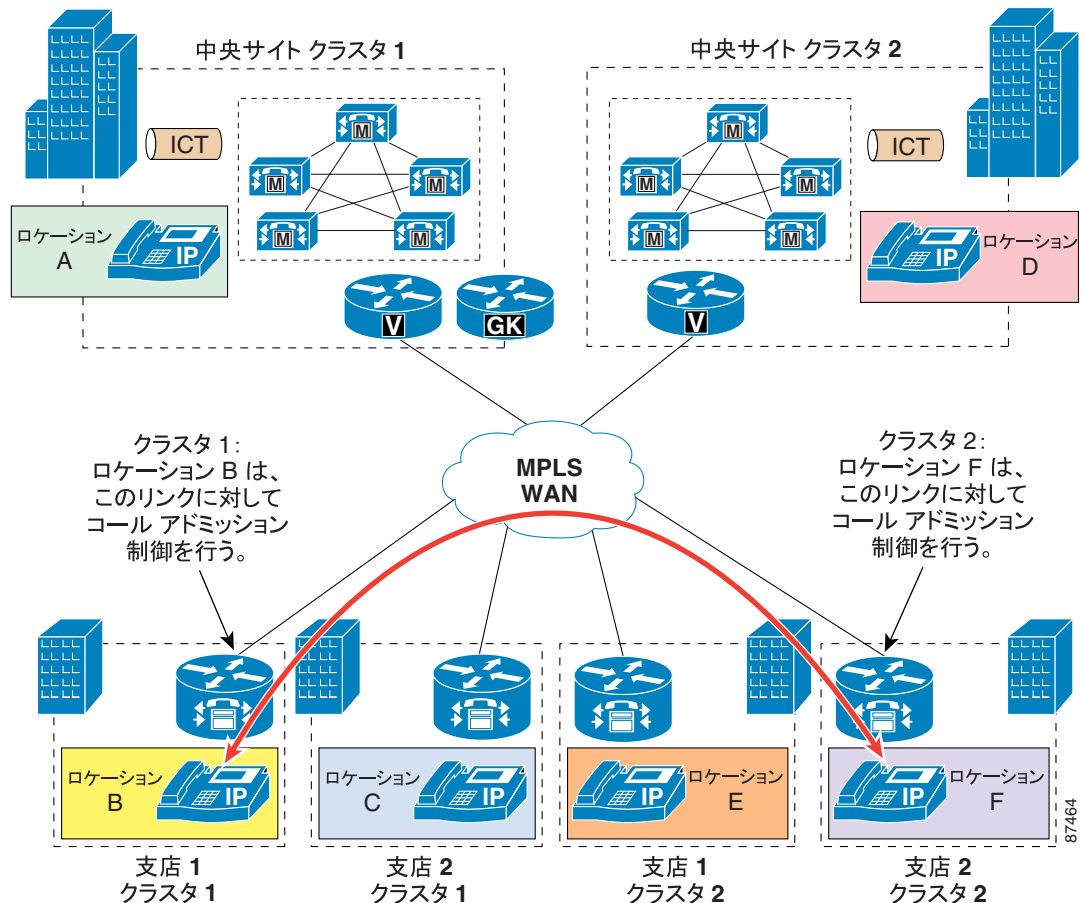 中央サイト クラスタ 1
中央サイト クラスタ 2
ICT
M
M
M
M
M
ICT
M
M
M
M
M
ロケーション
A
IP
IP
ロケーション
D
V
GK
V
クラスタ 1:
ロケーション B は、
このリンクに対して
コール アドミッション
制御を行う。
MPLS
WAN
クラスタ 2:
ロケーション F は、
このリンクに対して
コール アドミッション
制御を行う。
ロケーション
B
IP
ロケーション
C
IP
IP
ロケーション
E
IP
ロケーション
F
87464
支店 1
クラスタ 1
支店 2
クラスタ 1
支店 1
クラスタ 2
支店 2
クラスタ 2